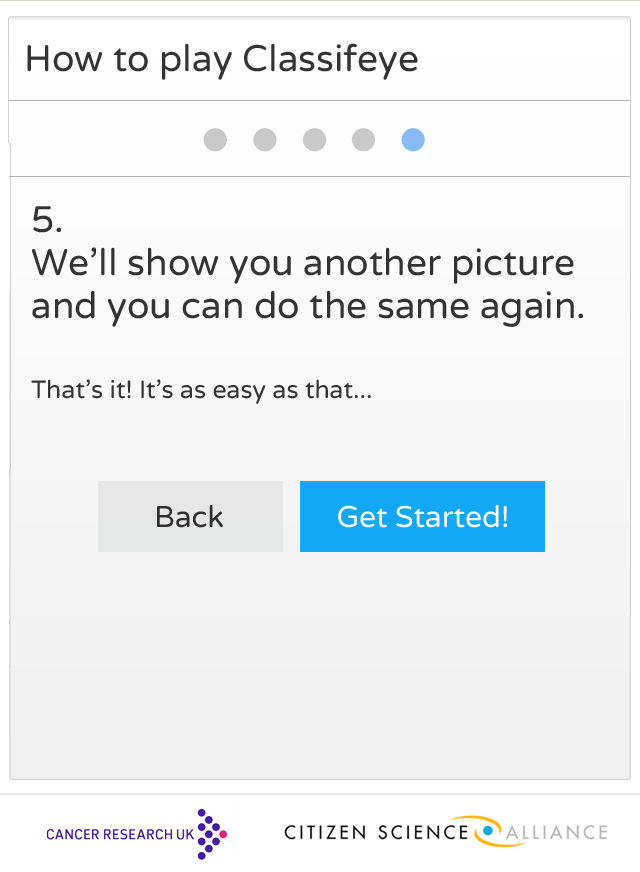 How to play Classifeye
5.
We’ll show you another picture
and you can do the same again.
That’s it! It’s as easy as that...
Back
Get Started!
CANCER RESEARCH UK
CITIZEN SCIENCE ALLIANCE